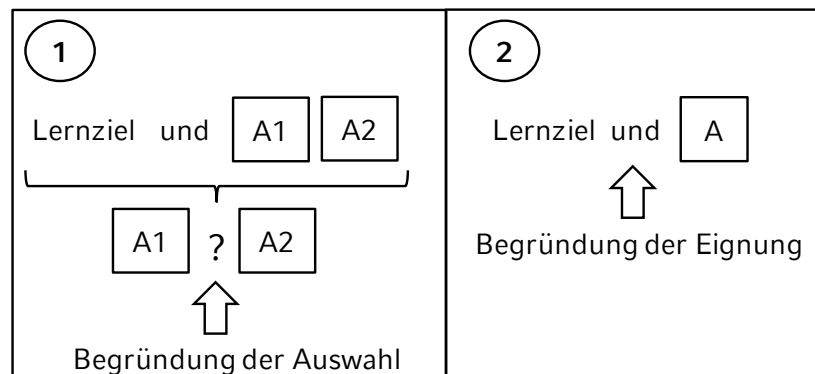 1
Lernziel und A1 A2
A1 ? A2
Begründung der Auswahl
2
Lernziel und A
Begründung der Eignung